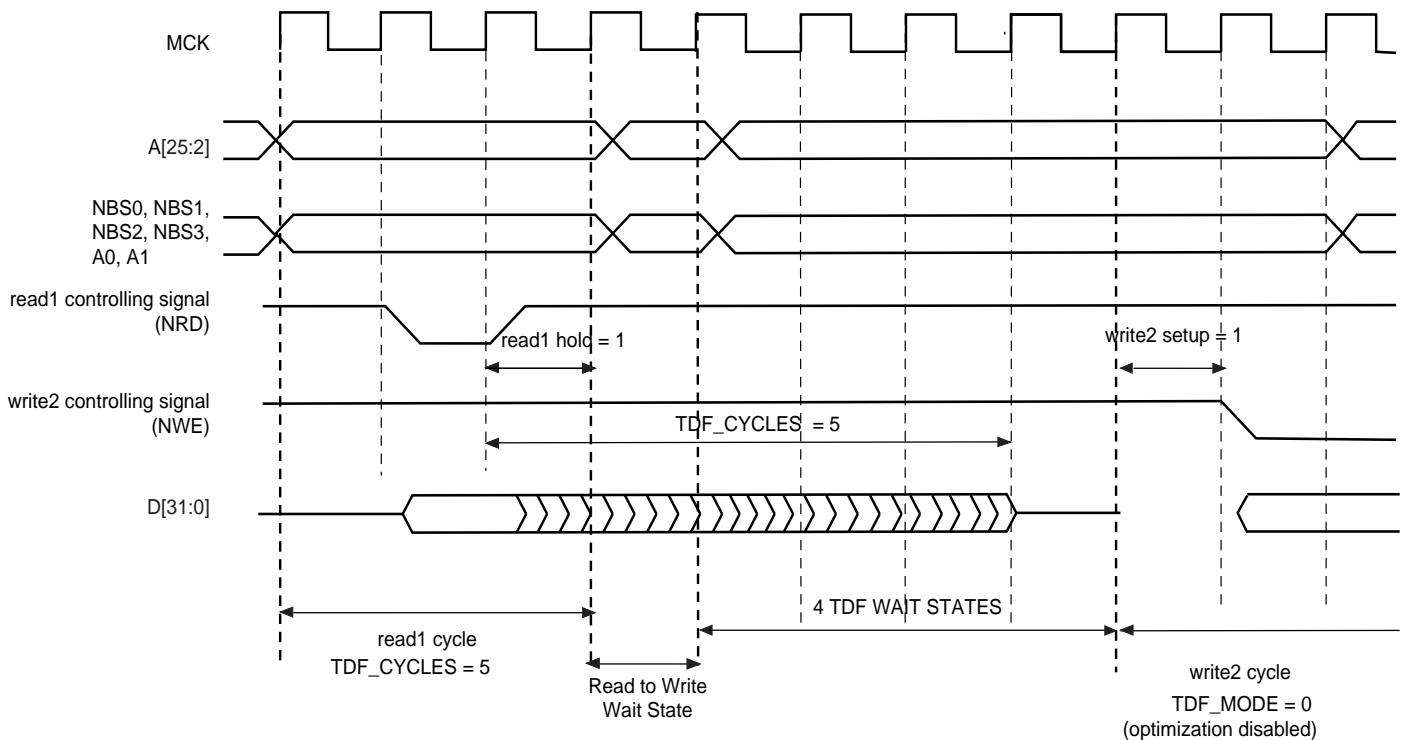 MCK
A[25:2]
NBS0, NBS1,
NBS2, NBS3,
A0, A1
read1 controlling signal
(NRD)
read1 hold = 1
write2 setup = 1
write2 controlling signal
(NWE)
TDF_CYCLES = 5
D[31:0]
4 TDF WAIT STATES
read1 cycle
TDF_CYCLES = 5
Read to Write
Wait State
write2 cycle
TDF_MODE = 0
(optimization disabled)